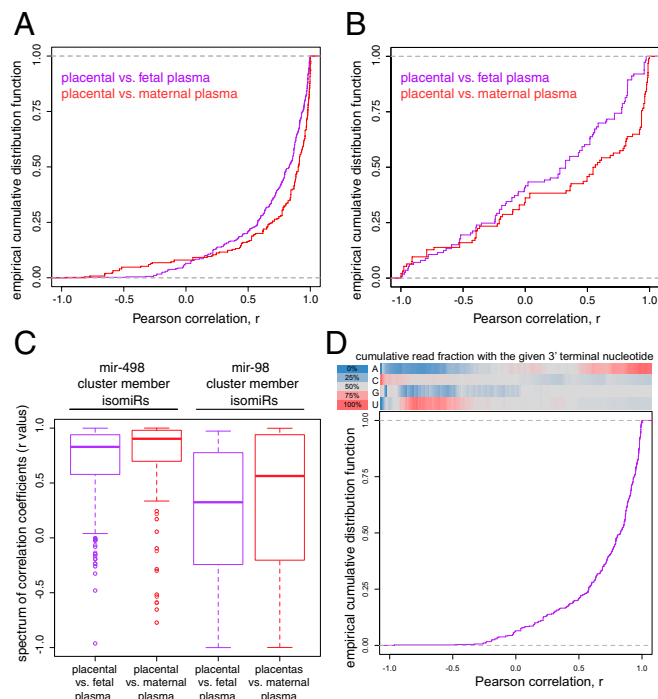 A
placental vs. fetal plasma
placental vs. maternal plasma
empirical cumulative distribution function
0.00
0.25
0.50
0.75
1.00
-1.0
-0.5
0.0
0.5
1.0
Pearson correlation, r
B
placental vs. fetal plasma
placental vs. maternal plasma
empirical cumulative distribution function
0.00
0.25
0.50
0.75
1.00
-1.0
-0.5
0.0
0.5
1.0
Pearson correlation, r
C
mir-498
cluster member
isomiRs
mir-98
cluster member
isomiRs
spectrum of correlation coefficients (r valus)
1.0
0.5
0.0
-0.5
-1.0
placental
vs. fetal
plasma
placental
vs. maternal
plasma
placental
vs. fetal
plasma
placentas
vs. maternal
plasma
D
cumulative read fraction with the given 3' terminal nucleotide
0%
25%
50%
75%
100%
A
C
G
U
empirical cumulative distribution function
0.00
0.25
0.50
0.75
1.00
-1.0
-0.5
0.0
0.5
1.0
Pearson correlation, r